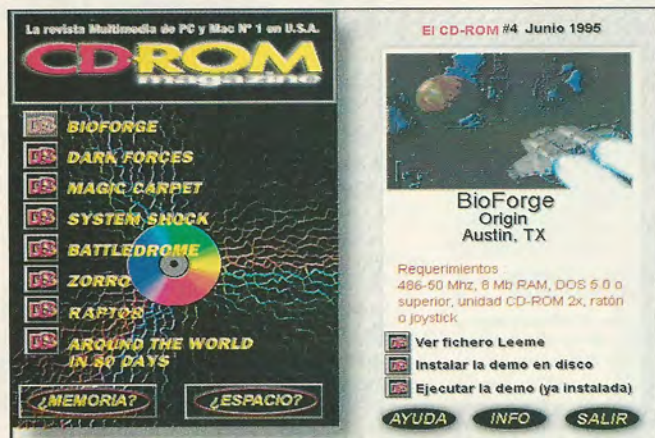 La revista Multimedia de PC y Mac Nº 1 en U.S.A.
CD-ROM
magazine
BIOFORGE
DARK FORCES
MAGIC CARPET
SYSTEM SHOCK
BATTLEDROME
ZORRO
RAPTOR
AROUND THE WORLD
IN 80 DAYS
¿MEMORIA?
¿ESPACIO?
El CD-ROM #4 Junio 1995
BioForge
Origin
Austin, TX
Requerimientos :
486-50 Mhz, 8 Mb RAM, DOS 5.0 o
superior, unidad CD-ROM 2x, ratón
o joystick
Ver fichero Leeme
Instalar la demo en disco
Ejecutar la demo (ya instalada)
AYUDA
INFO
SALIR